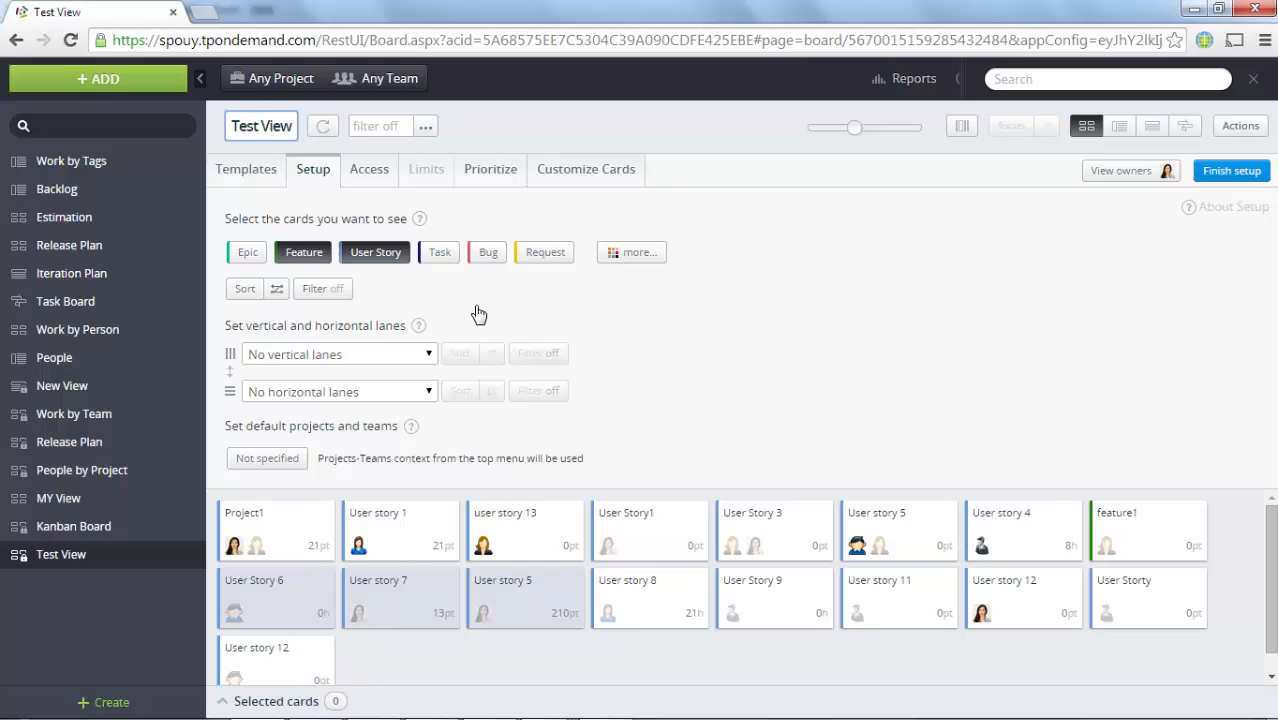 Test View
https://spouy.tpondemand.com/RestUI/Board.aspx?acid=5A68575EE7C5304C39A090CDFE425EBE#page=board/5670015159285432484&appConfig=eyJhY2lkIj
+ ADD
Any Project
Any Team
Reports
Search
Test View
filter off
...
Focus
Actions
Work by Tags
Backlog
Estimation
Release Plan
Iteration Plan
Task Board
Work by Person
People
New View
Work by Team
Release Plan
People by Project
MY View
Kanban Board
Test View
+ Create
Templates
Setup
Access
Limits
Prioritize
Customize Cards
View owners
Finish setup
? About Setup
Select the cards you want to see ?
Epic
Feature
User Story
Task
Bug
Request
more...
Sort
Filter off
Set vertical and horizontal lanes ?
No vertical lanes
Sort
Filter off
No horizontal lanes
Sort
Filter off
Set default projects and teams ?
Not specified
Projects-Teams context from the top menu will be used
Project1
21pt
User story 1
21pt
user story 13
0pt
User Story1
0pt
User Story 3
0pt
User story 5
0pt
User story 4
8h
feature1
0pt
User Story 6
0h
User story 7
13pt
User story 5
210pt
User story 8
21h
User Story 9
0h
User story 11
0pt
User story 12
0pt
User Storty
0pt
User story 12
0pt
Selected cards 0